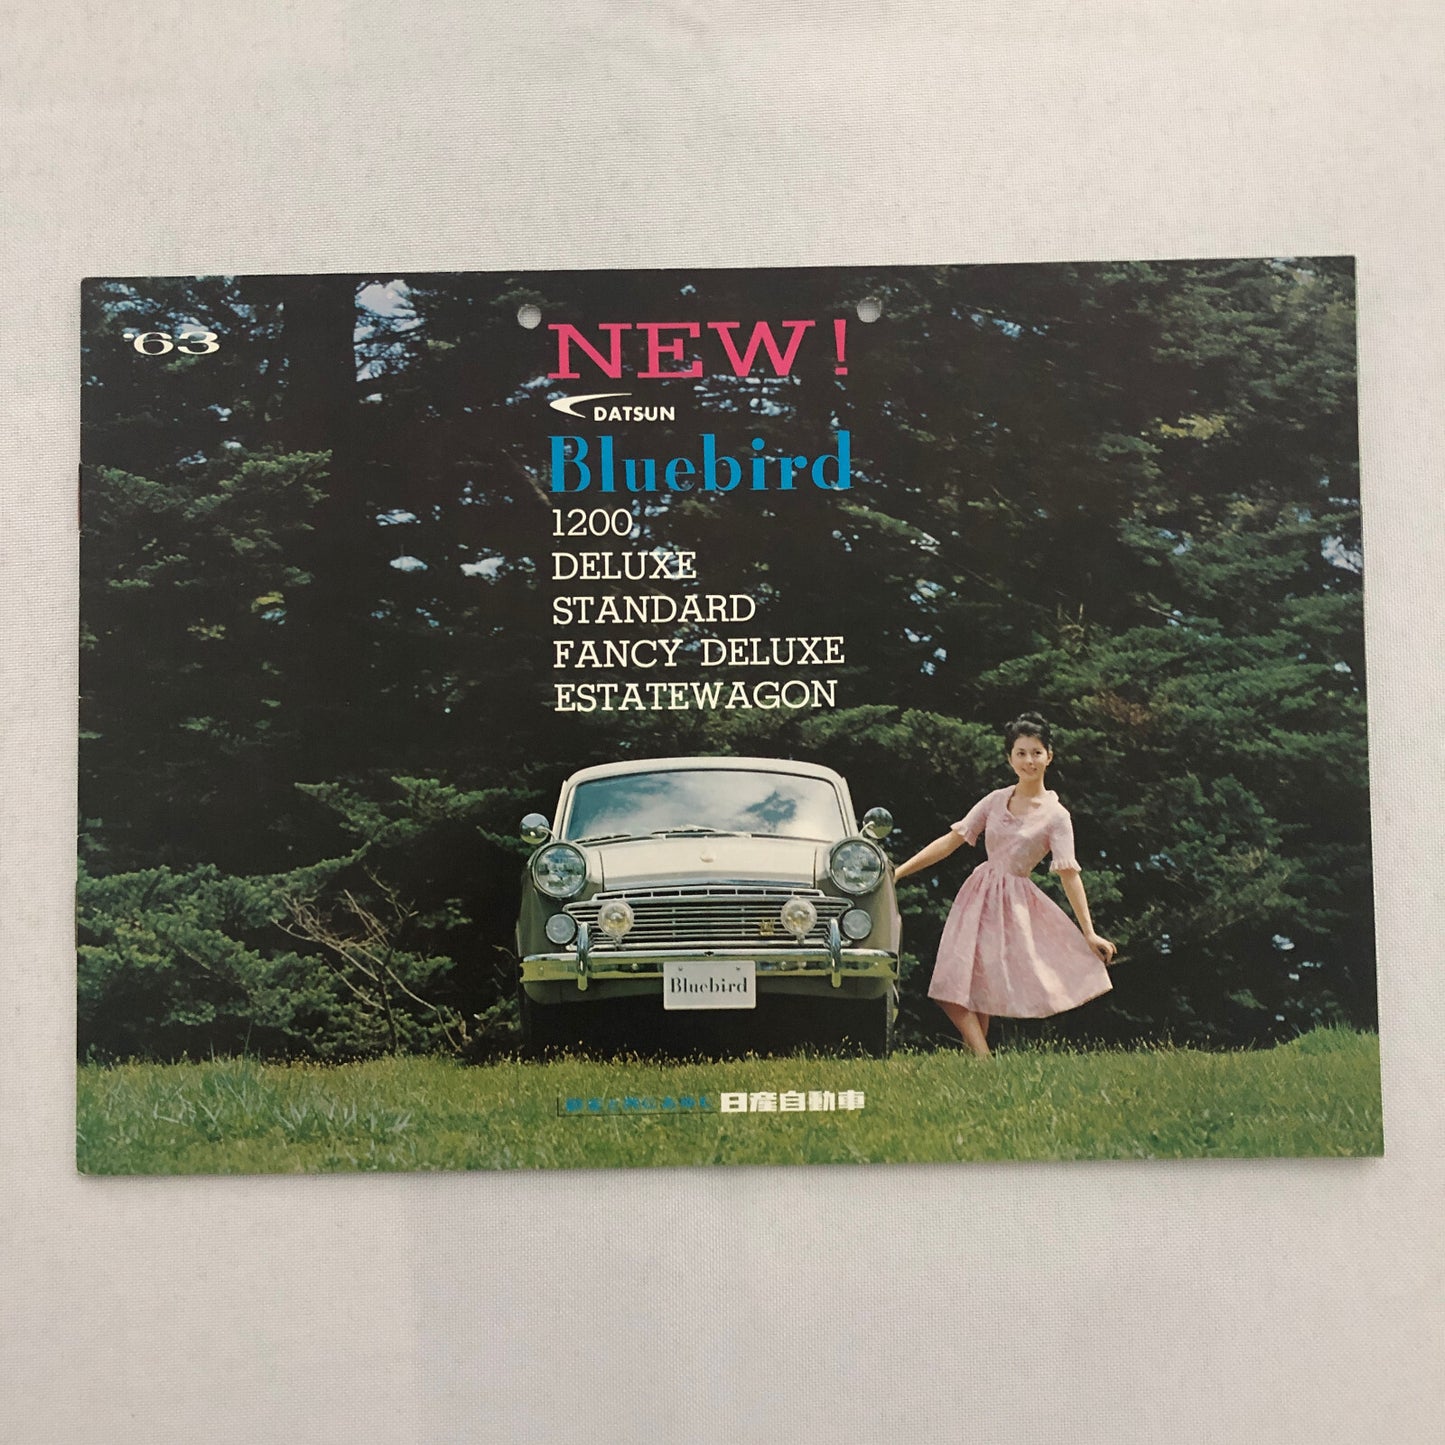 '63
NEW!
DATSUN
Bluebird
1200
DELUXE
STANDARD
FANCY DELUXE
ESTATEWAGON
Bluebird
日産自動車